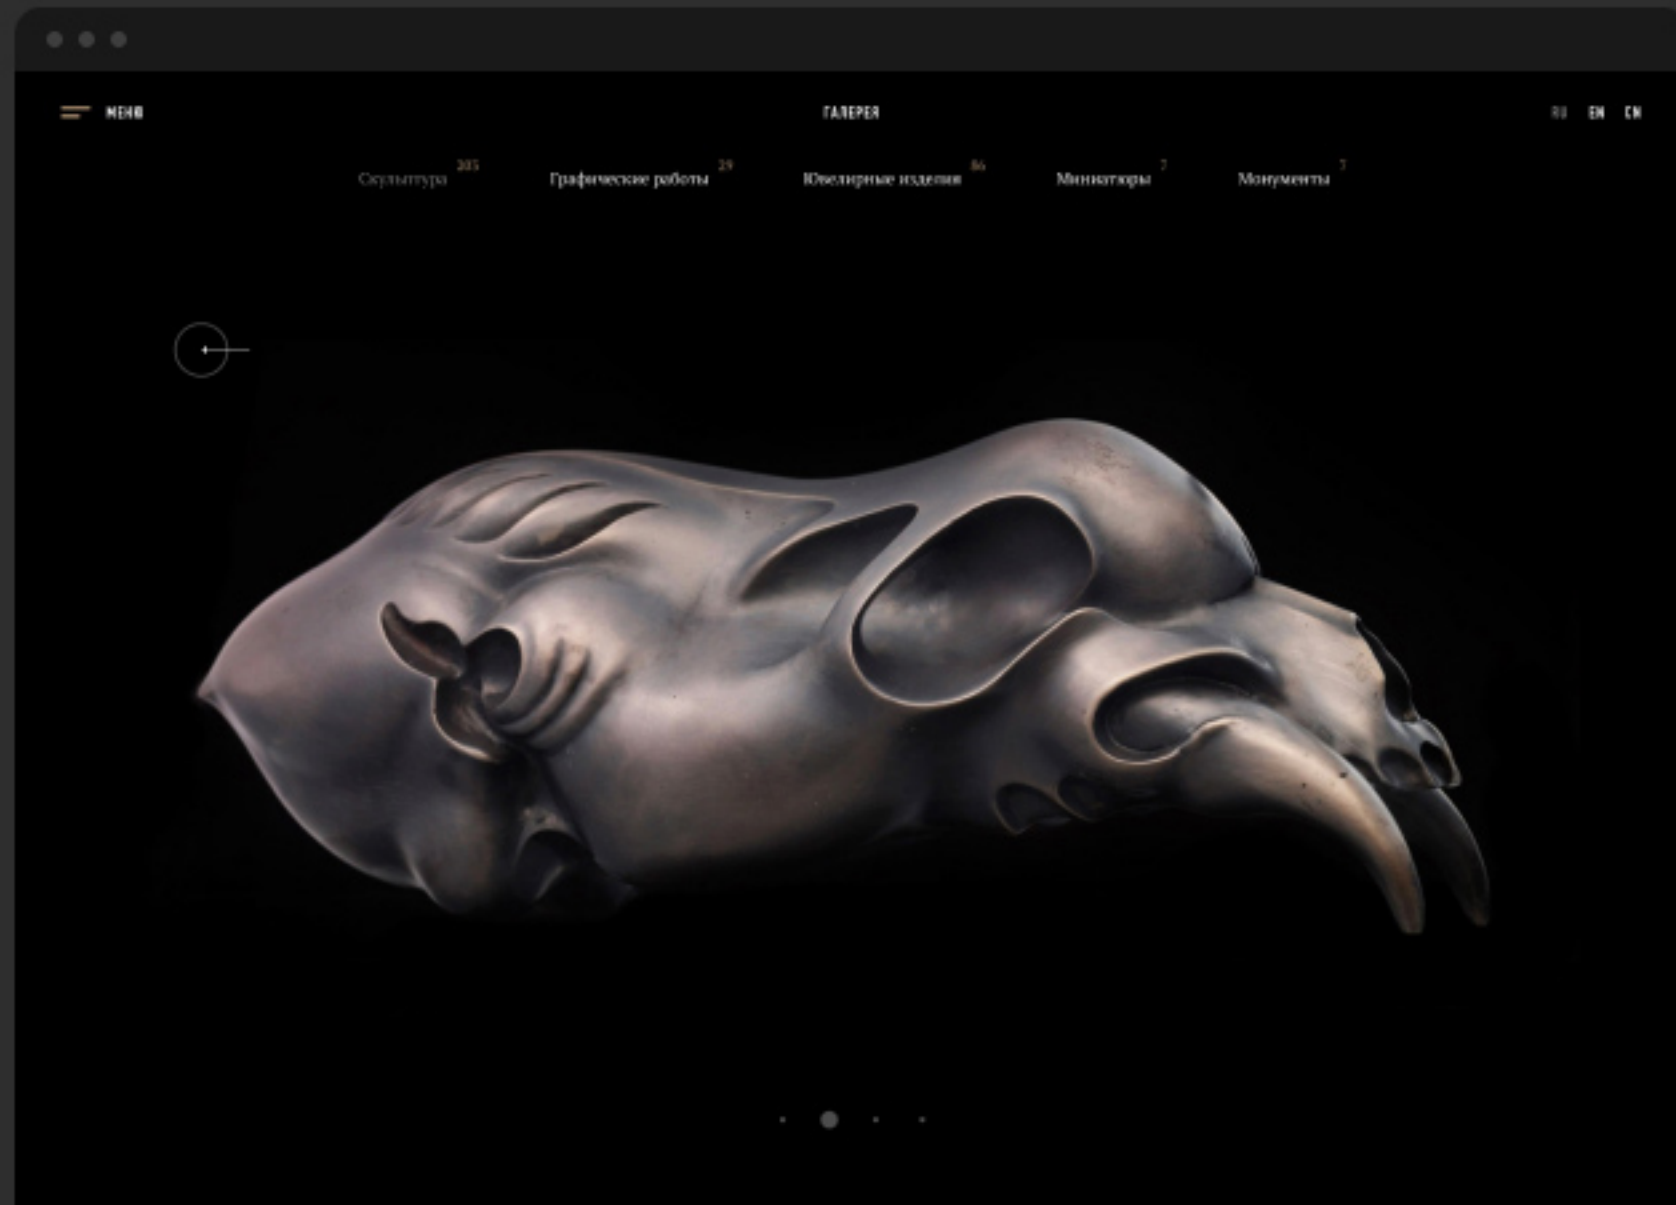 МЕНЮ
ГАЛЕРЕЯ
RU EN CN
Скульптура 205
Графические работы 29
Ювелирные изделия 86
Миниатюры 7
Монументы 7